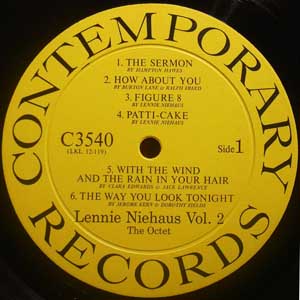 CONTEMPORARY
1. THE SERMON
BY HAMPTON HAWES
2. HOW ABOUT YOU
BY BURTON LANE & RALPH FREED
3. FIGURE 8
BY LENNIE NIEHAUS
4. PATTI-CAKE
BY LENNIE NIEHAUS
C3540
(LKL 12-119)
Side 1
5. WITH THE WIND
AND THE RAIN IN YOUR HAIR
BY CLARA EDWARDS & JACK LAWRENCE
6. THE WAY YOU LOOK TONIGHT
BY JEROME KERN & DOROTHY FIELDS
Lennie Niehaus Vol. 2
The Octet
RECORDS